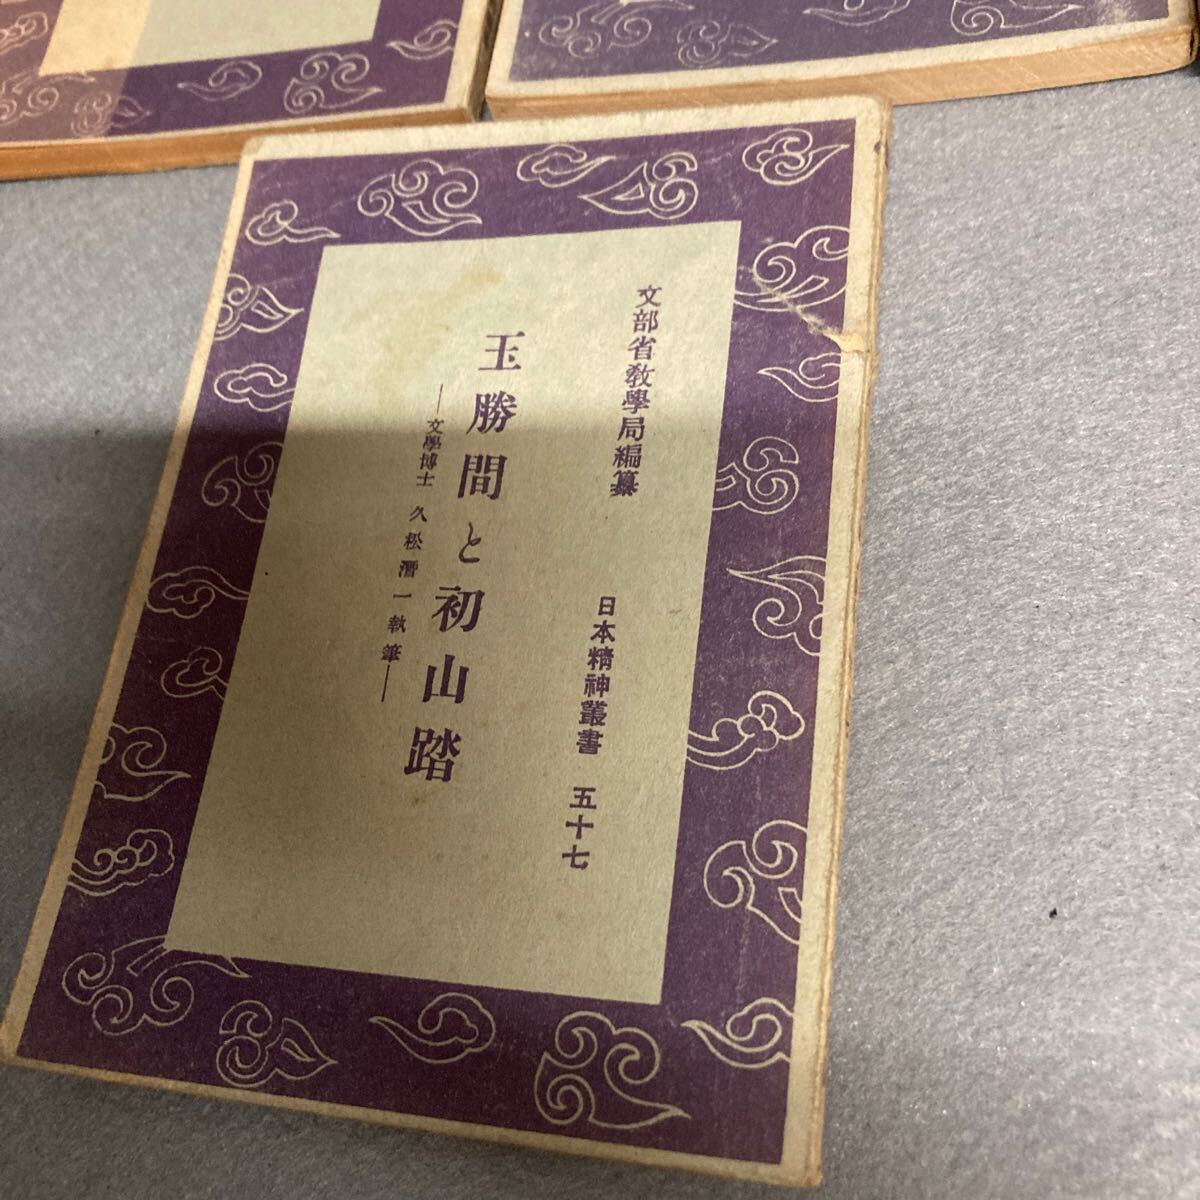 文部省教學局編纂
日本精神叢書 五十七
玉勝間と初山踏
―文學博士 久松潛一執筆―